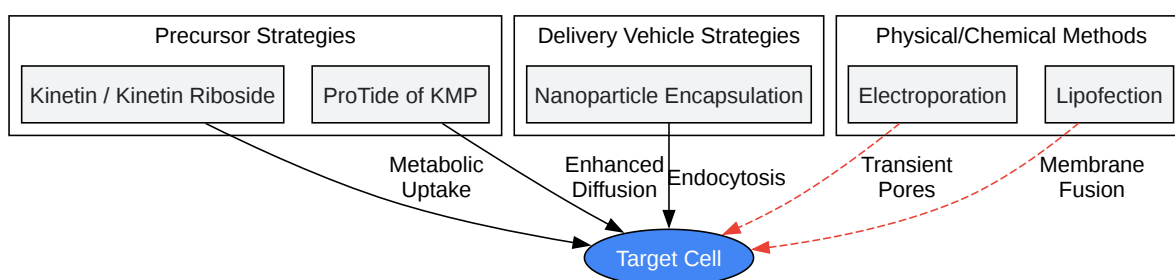 Precursor Strategies
Delivery Vehicle Strategies
Physical/Chemical Methods
Kinetin / Kinetin Riboside
ProTide of KMP
Nanoparticle Encapsulation
Electroporation
Lipofection
Metabolic
Uptake
Enhanced
Diffusion
Endocytosis
Transient
Pores
Membrane
Fusion
Target Cell